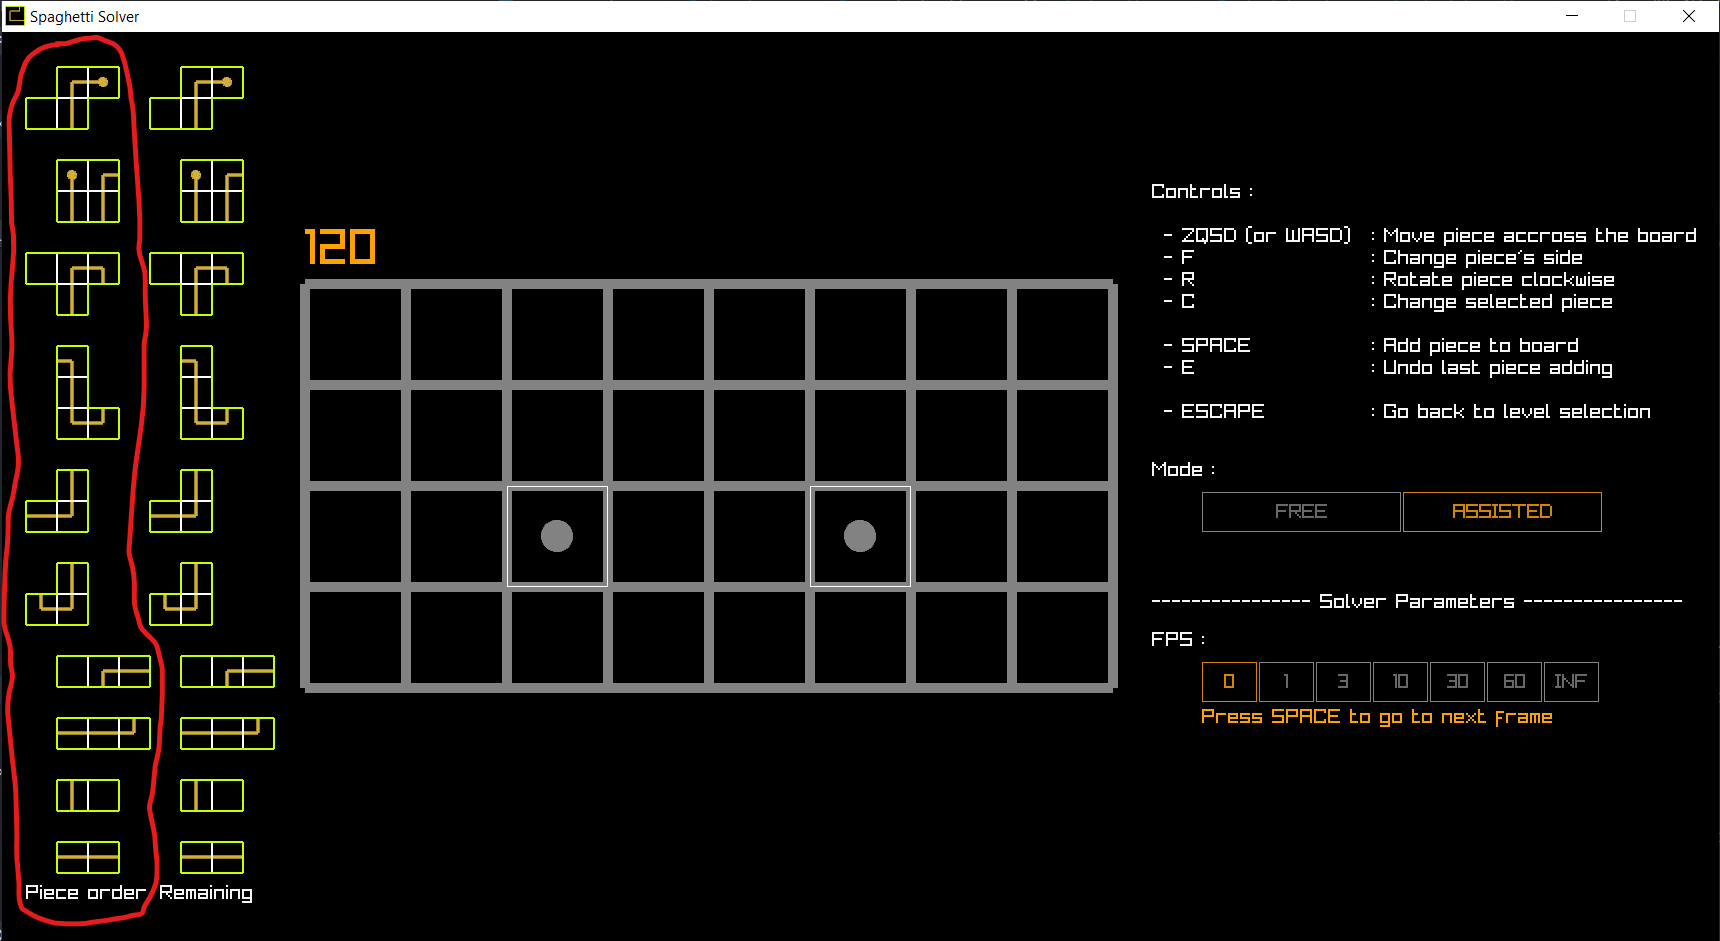 Spaghetti Solver
120
Controls :
- ZQSD (or WASD) : Move piece accross the board
- F : Change piece's side
- R : Rotate piece clockwise
- C : Change selected piece
- SPACE : Add piece to board
- E : Undo last piece adding
- ESCAPE : Go back to level selection
Mode :
FREE ASSISTED
---------------- Solver Parameters ----------------
FPS :
0 1 3 10 30 60 INF
Press SPACE to go to next frame
Piece order Remaining